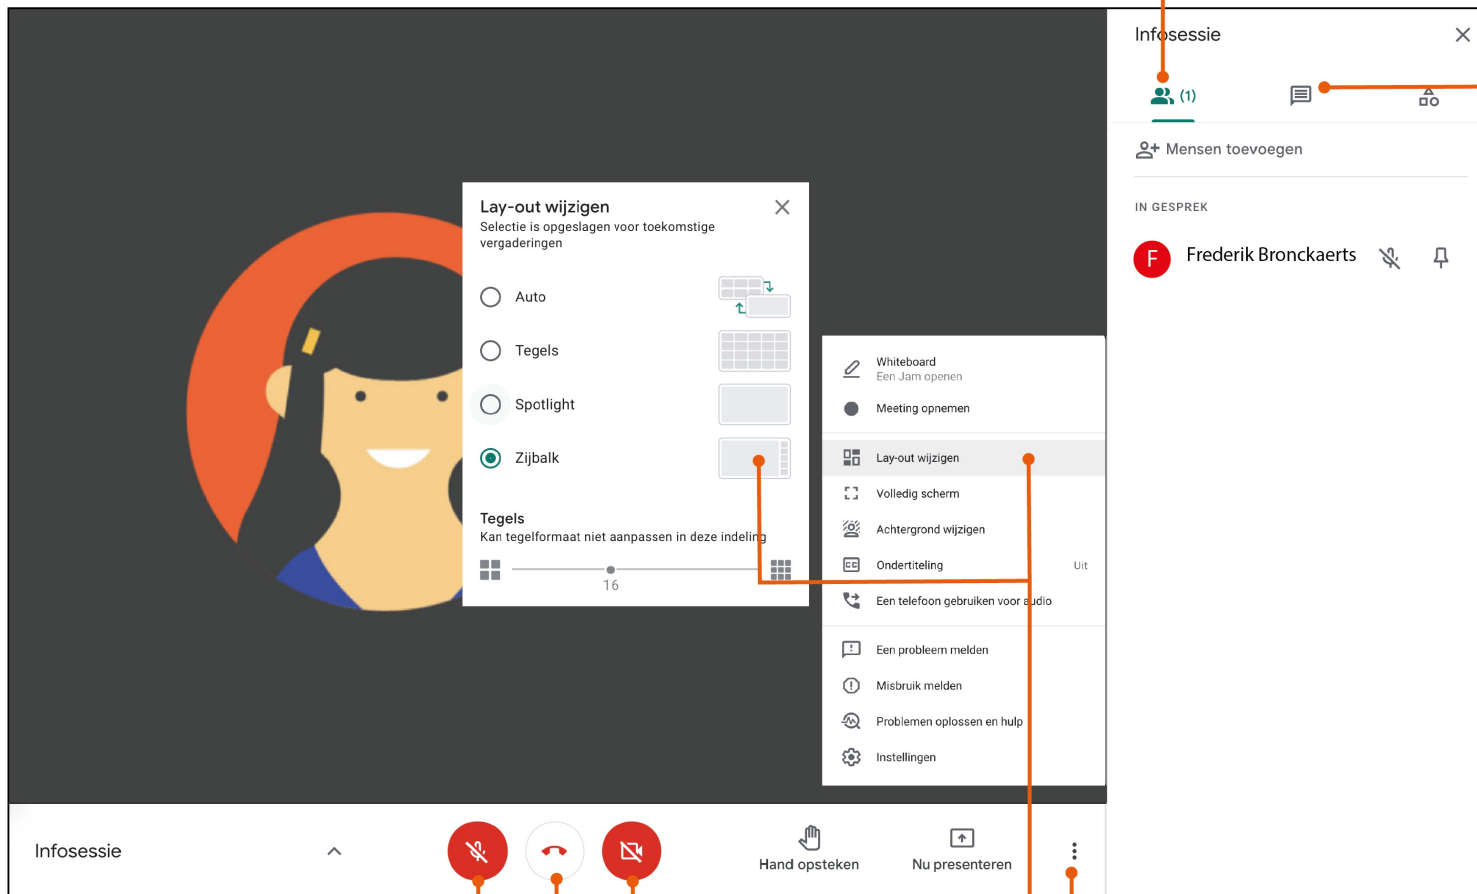 Infosessie
(1)
Mensen toevoegen
IN GESPREK
F Frederik Bronckaerts
Lay-out wijzigen
Selectie is opgeslagen voor toekomstige
vergaderingen
Auto
Tegels
Spotlight
Zijbalk
Tegels
Kan tegelformaat niet aanpassen in deze indeling
16
Whiteboard
Een Jam openen
Meeting opnemen
Lay-out wijzigen
Volledig scherm
Achtergrond wijzigen
CC Ondertiteling Uit
Een telefoon gebruiken voor audio
Een probleem melden
Misbruik melden
Problemen oplossen en hulp
Instellingen
Infosessie
Hand opsteken
Nu presenteren